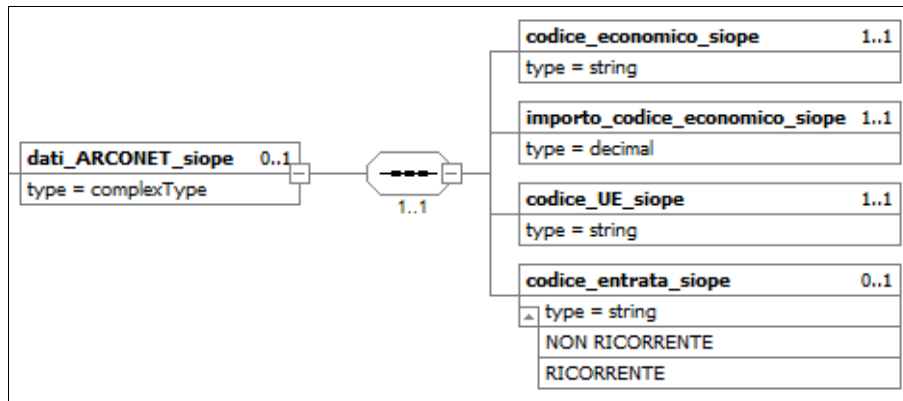 dati_ARCONET_siope 0..1
type = complexType
1..1
codice_economico_siope 1..1
type = string
importo_codice_economico_siope 1..1
type = decimal
codice_UE_siope 1..1
type = string
codice_entrata_siope 0..1
type = string
NON RICORRENTE
RICORRENTE